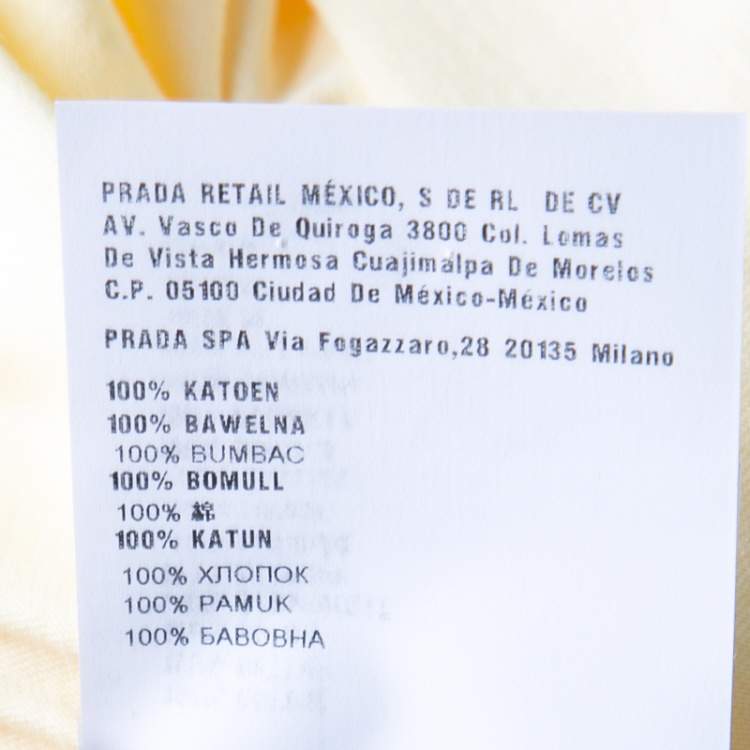 PRADA RETAIL MÉXICO, S DE RL DE CV
AV. Vasco De Quiroga 3800 Col. Lomas
De Vista Hermosa Cuajimalpa De Morelos
C.P. 05100 Ciudad De México-México
PRADA SPA Via Fogazzaro,28 20135 Milano
100% KATOEN
100% BAWEŁNA
100% BUMBAC
100% BOMULL
100% 綿
100% KATUN
100% ХЛОПОК
100% PAMUK
100% БАВОВНА